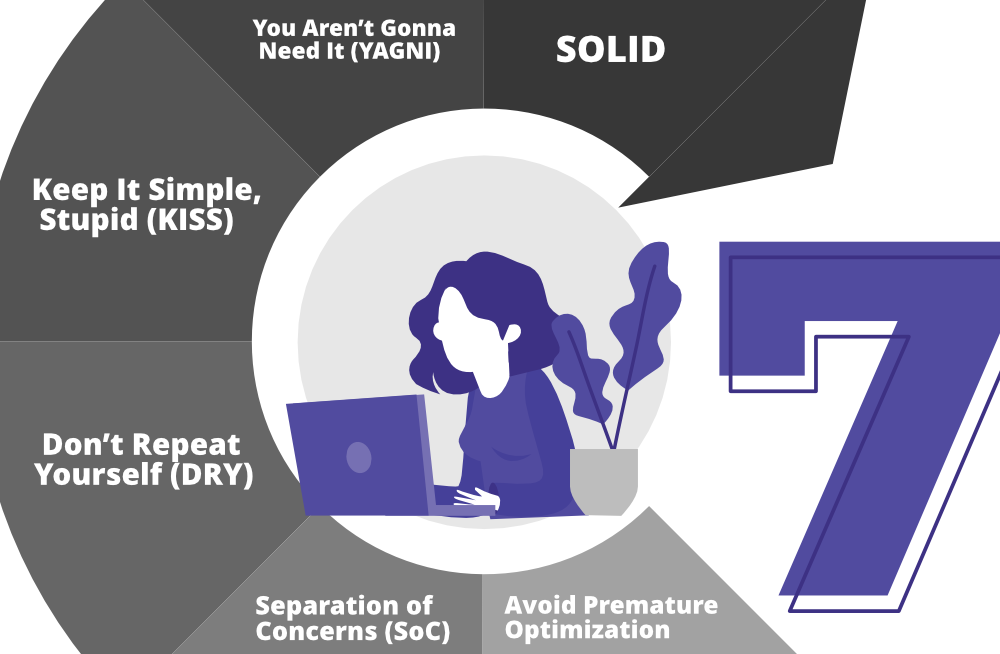 You Aren’t Gonna
Need It (YAGNI)
SOLID
Keep It Simple,
Stupid (KISS)
7
Don’t Repeat
Yourself (DRY)
Separation of
Concerns (SoC)
Avoid Premature
Optimization